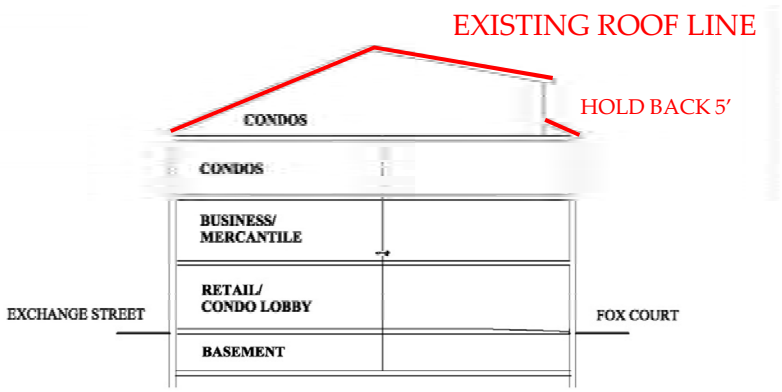 EXISTING ROOF LINE
HOLD BACK 5’
CONDOS
CONDOS
BUSINESS/
MERCANTILE
RETAIL/
CONDO LOBBY
EXCHANGE STREET
FOX COURT
BASEMENT